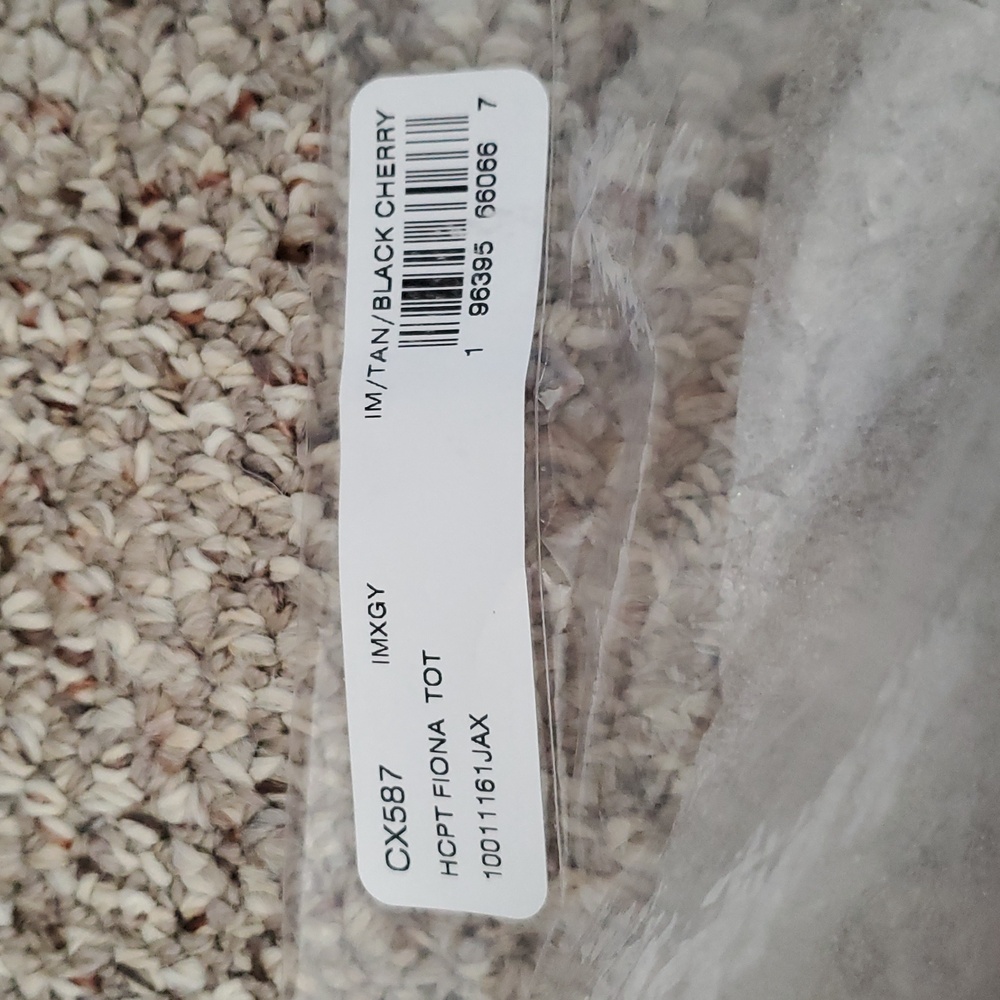 CX587 IMXGY IM/TAN/BLACK CHERRY
HCPT FIONA TOT
10011161JAX
1 96395 66066 7